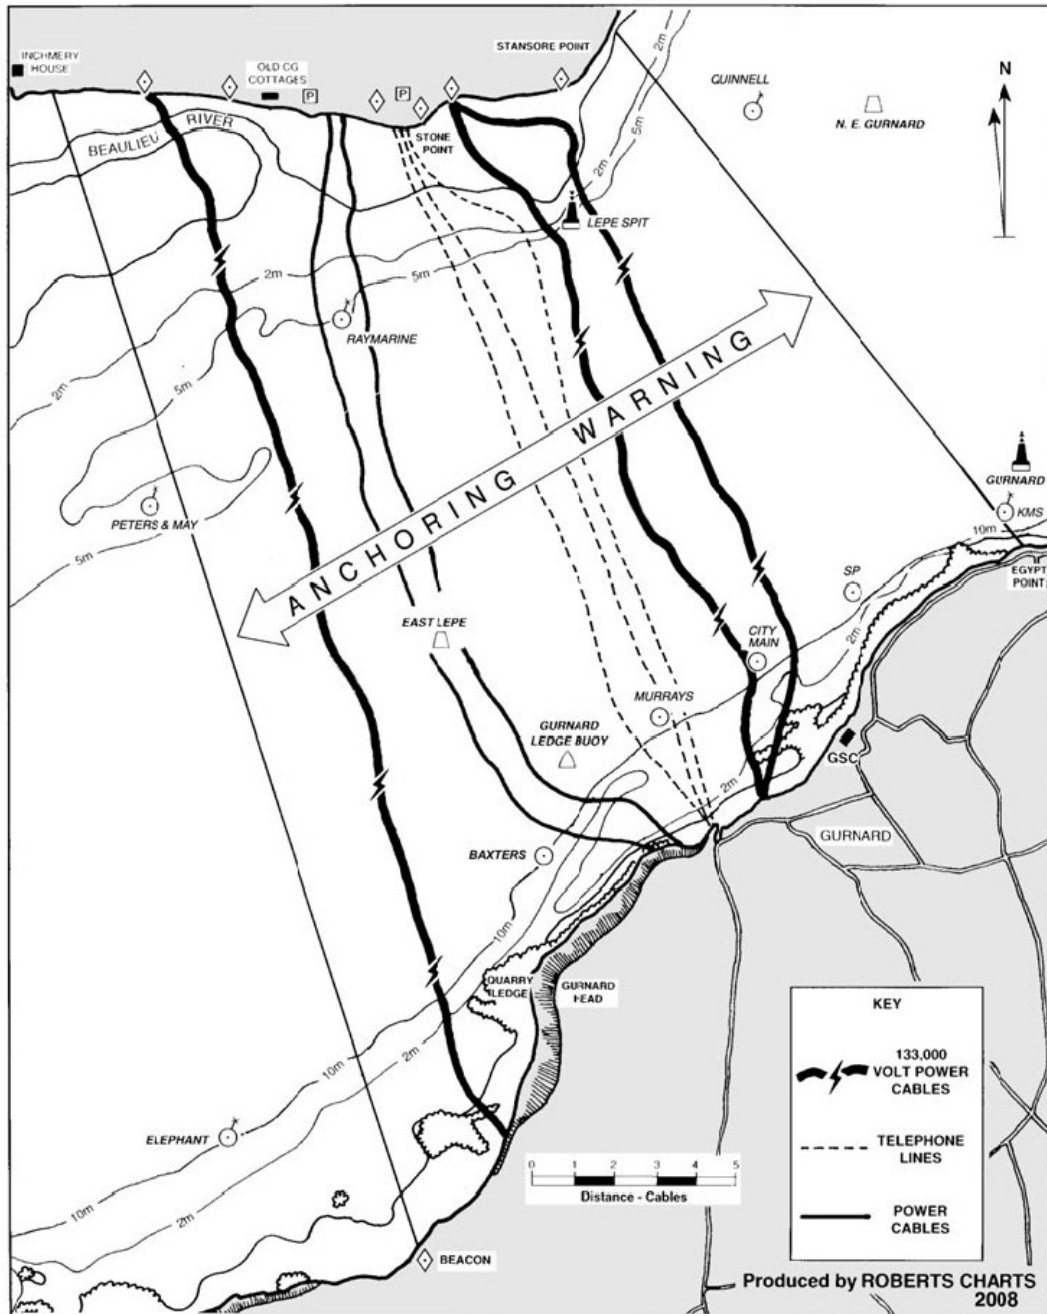 INCHMERY
HOUSE
OLD CG
COTTAGES
P
P
STANSORE POINT
2m
5m
2m
QUINNELL
N. E. GURNARD
N
BEAULIEU RIVER
STONE
POINT
LEPE SPIT
2m
5m
RAYMARINE
2m
5m
ANCHORING WARNING
PETERS & MAY
5m
GURNARD
KMS
10m
EGYPT
POINT
SP
EAST LEPE
CITY
MAIN
2m
MURRAYS
GURNARD
LEDGE BUOY
2m
GSC
GURNARD
BAXTERS
10m
QUARRY
LEDGE
GURNARD
HEAD
10m
2m
ELEPHANT
10m
2m
BEACON
0 1 2 3 4 5
Distance - Cables
KEY
133,000
VOLT POWER
CABLES
TELEPHONE
LINES
POWER
CABLES
Produced by ROBERTS CHARTS
2008